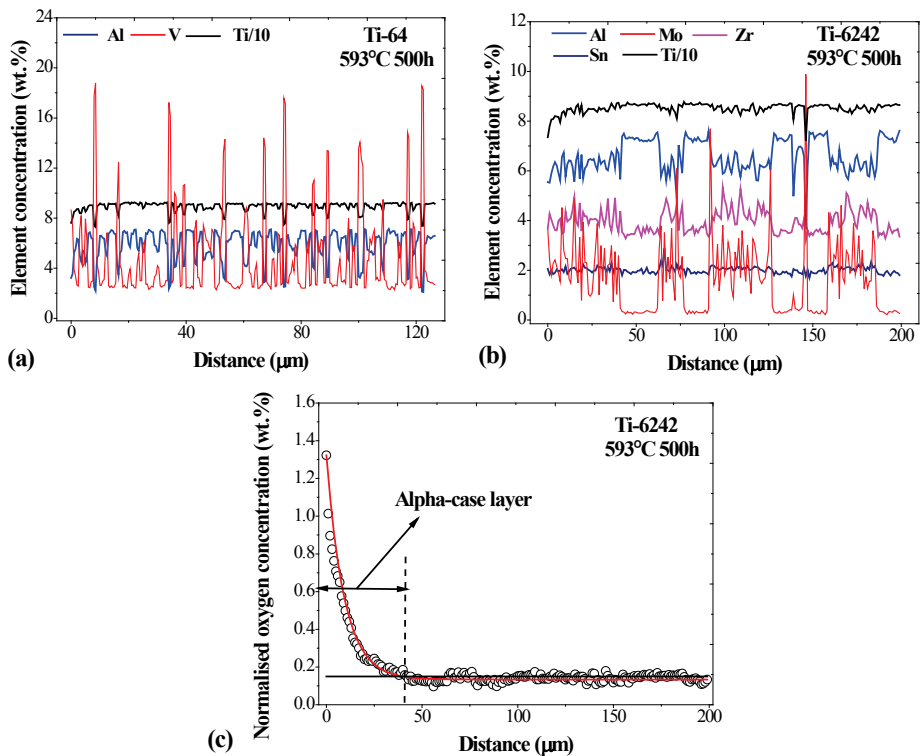 Al V Ti/10
Ti-64
593°C 500h
Element concentration (wt.%)
24
20
16
12
8
4
0
0 40 80 120
Distance (μm)
(a)
Al Mo Zr
Sn Ti/10
Ti-6242
593°C 500h
Element concentration (wt.%)
12
10
8
6
4
2
0
0 50 100 150 200
Distance (μm)
(b)
Ti-6242
593°C 500h
Alpha-case layer
Normalised oxygen concentration (wt.%)
1.6
1.4
1.2
1.0
0.8
0.6
0.4
0.2
0.0
0 50 100 150 200
Distance (μm)
(c)